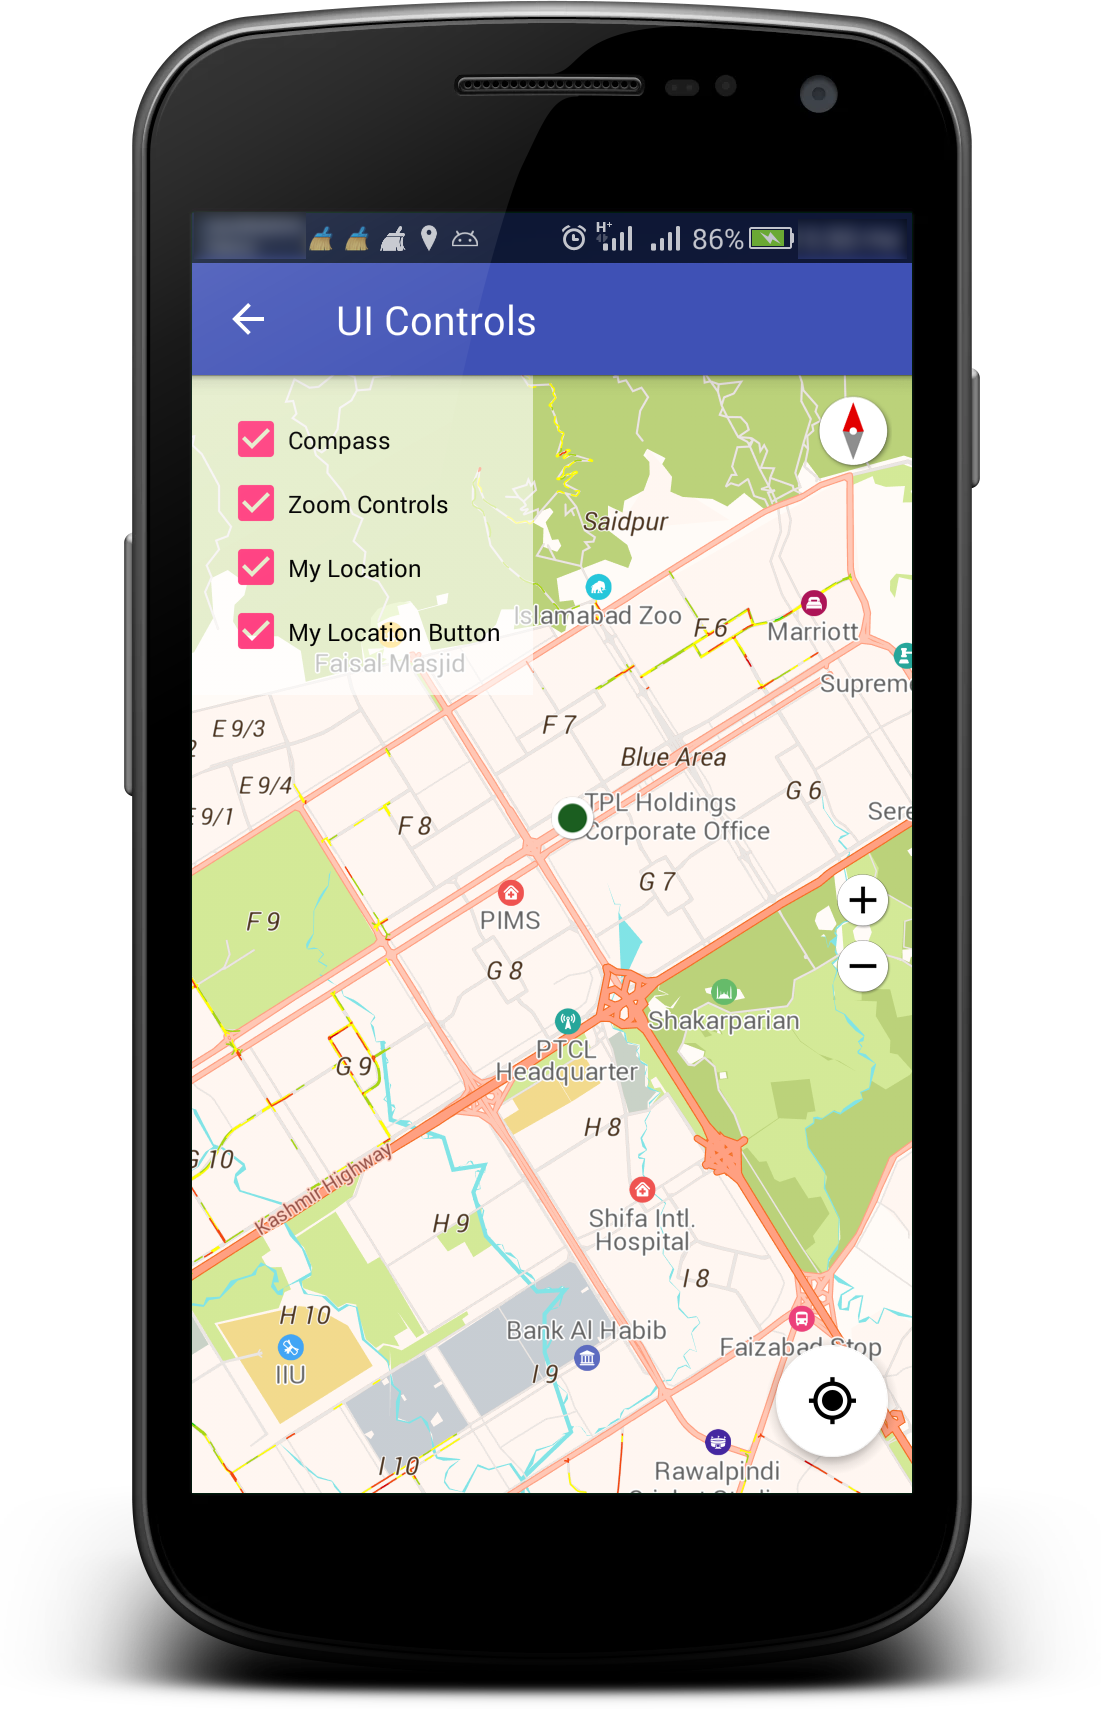 H+
86%
UI Controls
Compass
Zoom Controls
My Location
My Location Button
Saidpur
Islamabad Zoo
F 6
Marriott
Faisal Masjid
Supreme
E 9/3
F 7
2
Blue Area
E 9/4
G 6
TPL Holdings
Corporate Office
E 9/1
F 8
Sere
G 7
F 9
PIMS
G 8
Shakarparian
PTCL
Headquarter
G 9
H 8
G 10
Kashmir Highway
Shifa Intl.
Hospital
H 9
I 8
H 10
Bank Al Habib
Faizabad Stop
IIU
I 9
I 10
Rawalpindi